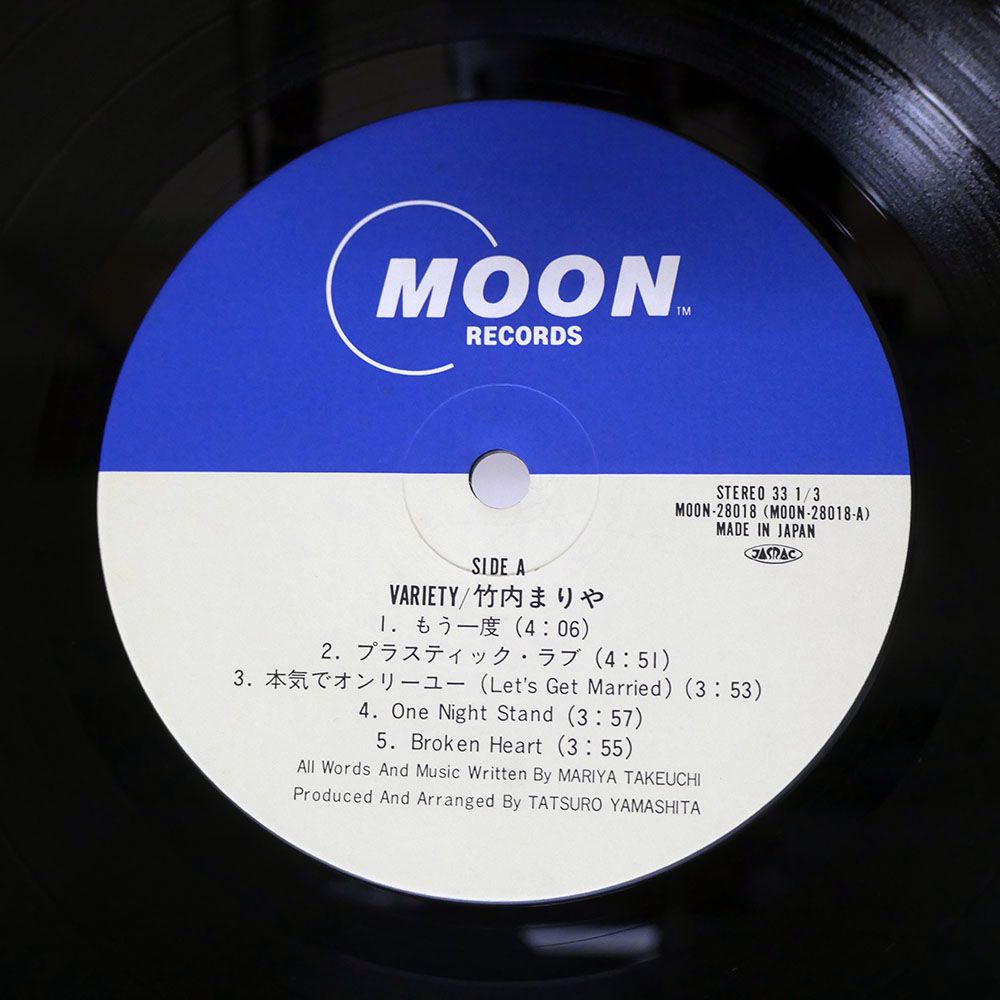 MOON
TM
RECORDS
STEREO 33 1/3
MOON-28018 (MOON-28018-A)
MADE IN JAPAN
JASRAC
SIDE A
VARIETY/竹内まりや
1. もう一度 (4:06)
2. プラスティック・ラブ (4:51)
3. 本気でオンリーユー (Let's Get Married) (3:53)
4. One Night Stand (3:57)
5. Broken Heart (3:55)
All Words And Music Written By MARIYA TAKEUCHI
Produced And Arranged By TATSURO YAMASHITA